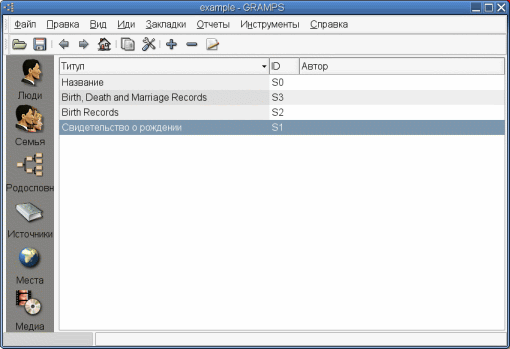 example - GRAMPS
Файл Правка Вид Иди Закладки Отчеты Инструменты Справка
Титул ID Автор
Название S0
Birth, Death and Marriage Records S3
Birth Records S2
Свидетельство о рождении S1
Люди
Семья
Родословн
Источники
Места
Медиа